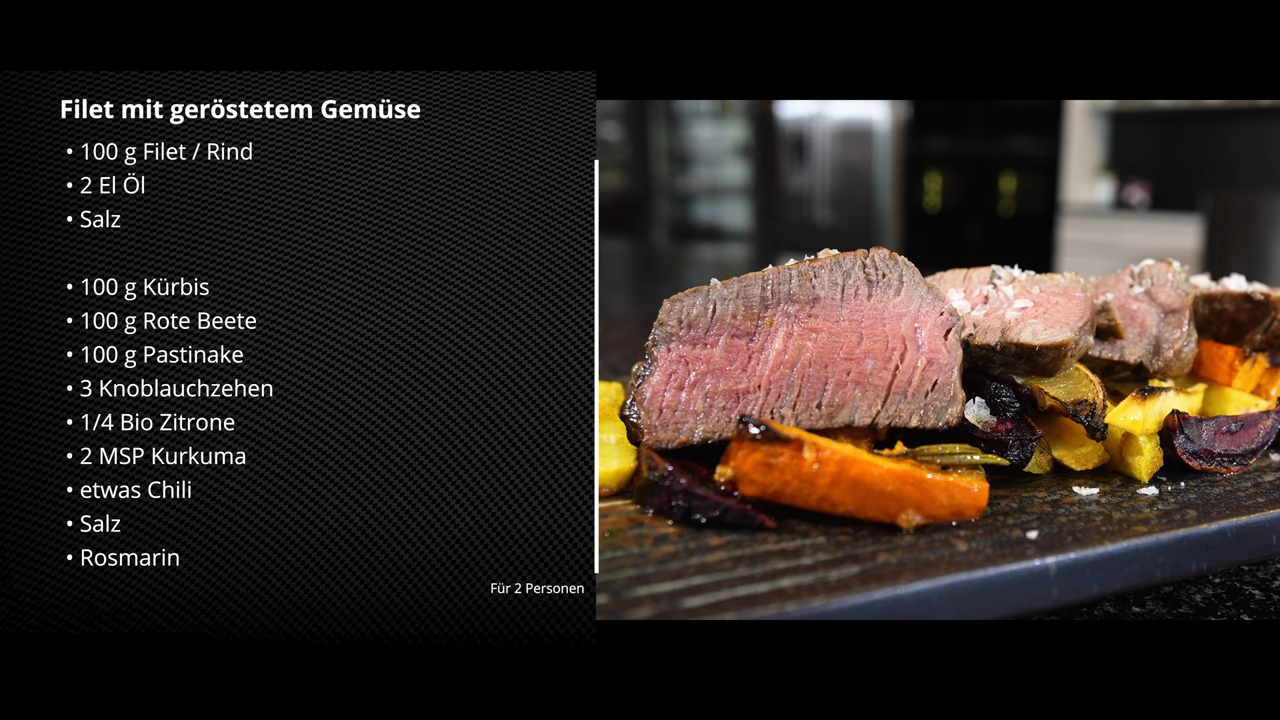 Filet mit geröstetem Gemüse
• 100 g Filet / Rind
• 2 El Öl
• Salz
• 100 g Kürbis
• 100 g Rote Beete
• 100 g Pastinake
• 3 Knoblauchzehen
• 1/4 Bio Zitrone
• 2 MSP Kurkuma
• etwas Chili
• Salz
• Rosmarin
Für 2 Personen